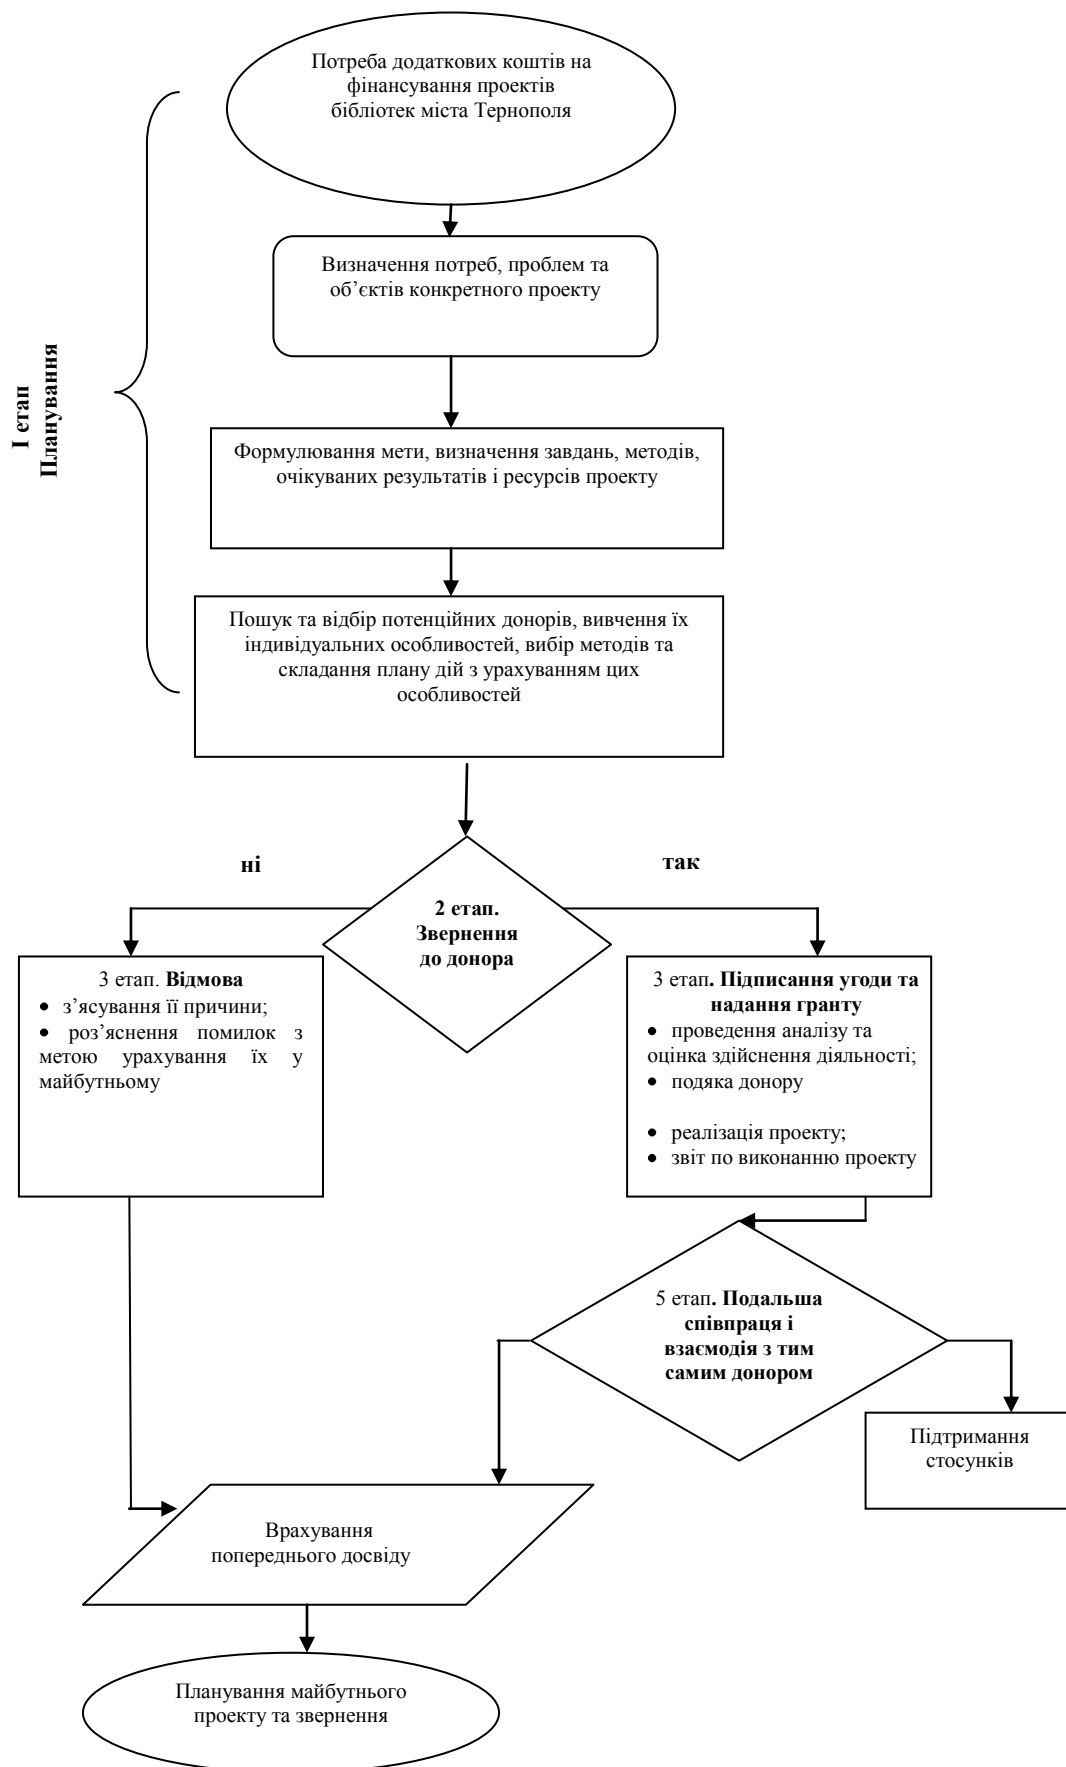 Потреба додаткових коштів на
фінансування проектів
бібліотек міста Тернополя
Визначення потреб, проблем та
об’єктів конкретного проекту
І етап
Планування
Формулювання мети, визначення завдань, методів,
очікуваних результатів і ресурсів проекту
Пошук та відбір потенційних донорів, вивчення їх
індивідуальних особливостей, вибір методів та
складання плану дій з урахуванням цих
особливостей
ні
так
2 етап.
Звернення
до донора
3 етап. Відмова
• з’ясування її причини;
• роз’яснення помилок з
метою урахування їх у
майбутньому
3 етап. Підписання угоди та
надання гранту
• проведення аналізу та
оцінка здійснення діяльності;
• подяка донору
• реалізація проекту;
• звіт по виконанню проекту
5 етап. Подальша
співпраця і
взаємодія з тим
самим донором
Підтримання
стосунків
Врахування
попереднього досвіду
Планування майбутнього
проекту та звернення